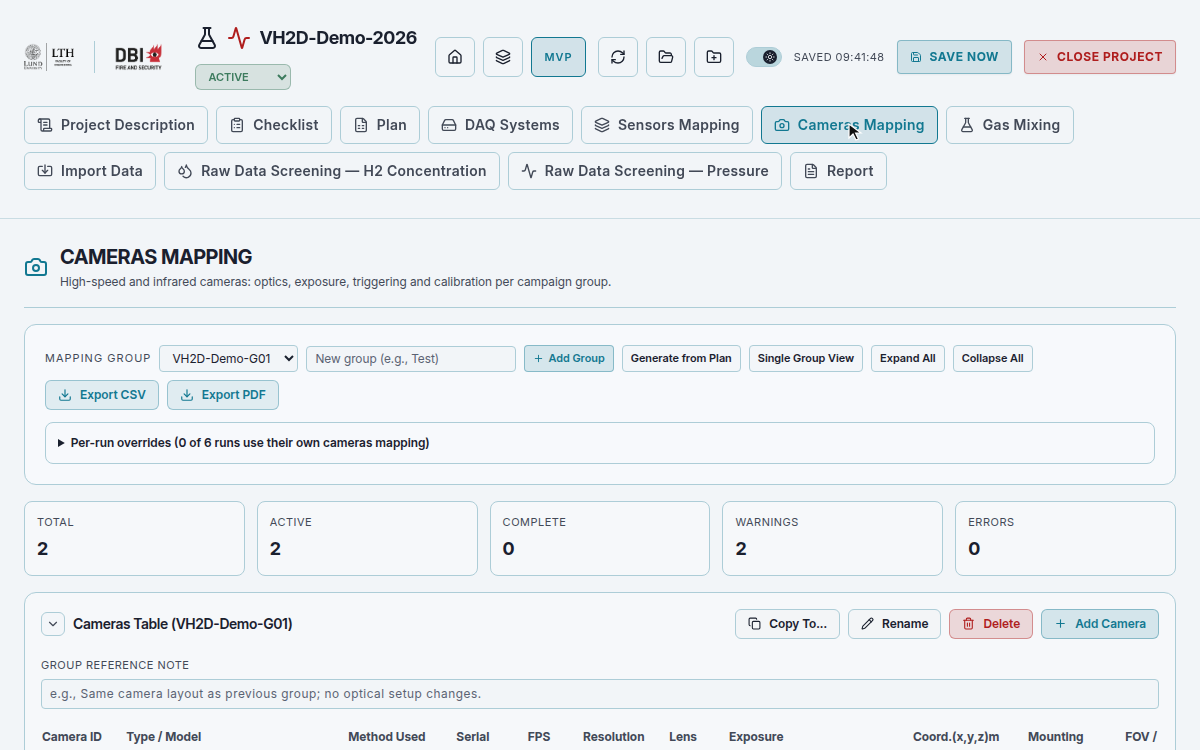 LUND
LTH
DBI
FIRE AND SECURITY
VH2D-Demo-2026
ACTIVE
MVP
SAVED 09:41:48
SAVE NOW
CLOSE PROJECT
Project Description
Checklist
Plan
DAQ Systems
Sensors Mapping
Cameras Mapping
Gas Mixing
Import Data
Raw Data Screening — H2 Concentration
Raw Data Screening — Pressure
Report
CAMERAS MAPPING
High-speed and infrared cameras: optics, exposure, triggering and calibration per campaign group.
MAPPING GROUP
VH2D-Demo-G01
New group (e.g., Test)
+ Add Group
Generate from Plan
Single Group View
Expand All
Collapse All
Export CSV
Export PDF
Per-run overrides (0 of 6 runs use their own cameras mapping)
TOTAL
2
ACTIVE
2
COMPLETE
0
WARNINGS
2
ERRORS
0
Cameras Table (VH2D-Demo-G01)
Copy To...
Rename
Delete
+ Add Camera
GROUP REFERENCE NOTE
e.g., Same camera layout as previous group; no optical setup changes.
Camera ID Type / Model Method Used Serial FPS Resolution Lens Exposure Coord.(x,y,z)m Mounting FOV /